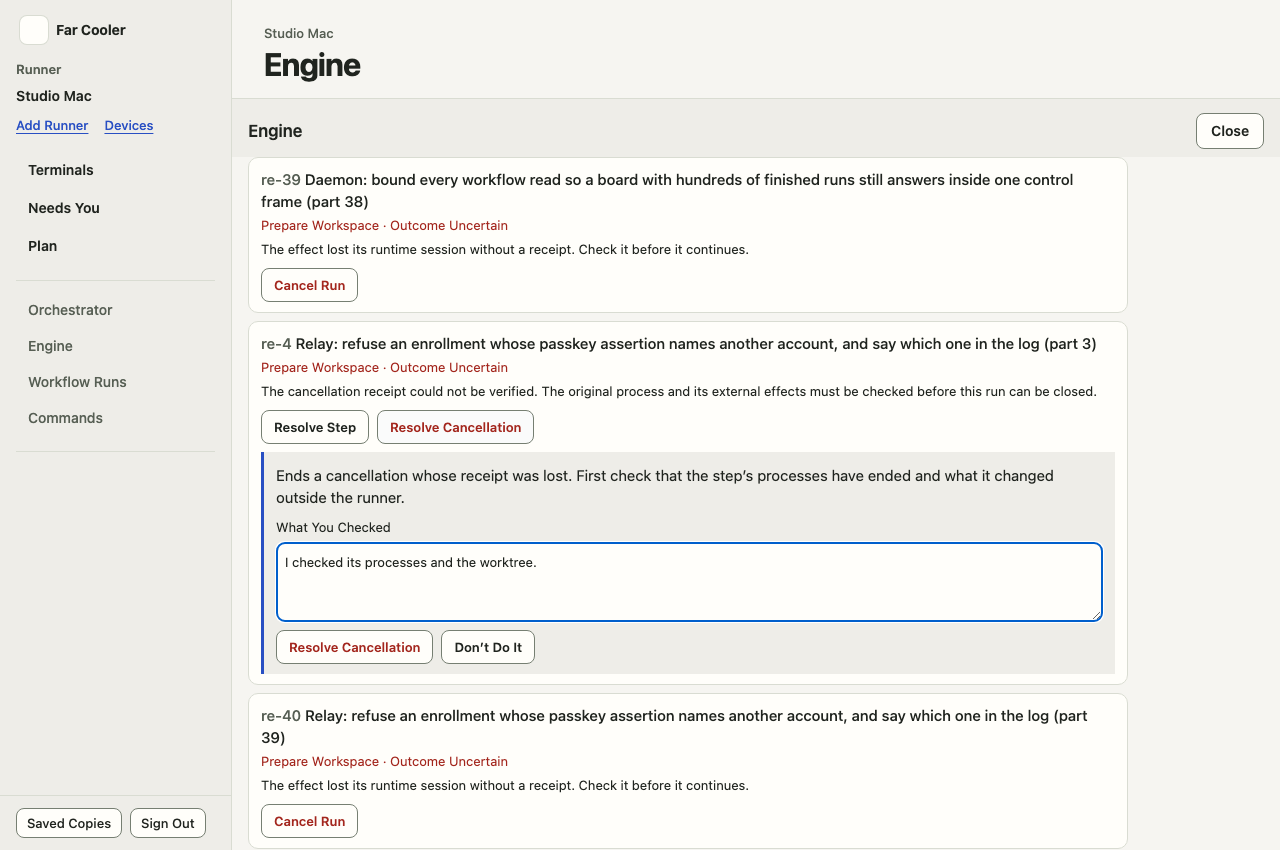 Far Cooler
Runner
Studio Mac
Add Runner Devices
Terminals
Needs You
Plan
Orchestrator
Engine
Workflow Runs
Commands
Saved Copies Sign Out
Studio Mac
Engine
Engine
Close
re-39 Daemon: bound every workflow read so a board with hundreds of finished runs still answers inside one control
frame (part 38)
Prepare Workspace · Outcome Uncertain
The effect lost its runtime session without a receipt. Check it before it continues.
Cancel Run
re-4 Relay: refuse an enrollment whose passkey assertion names another account, and say which one in the log (part 3)
Prepare Workspace · Outcome Uncertain
The cancellation receipt could not be verified. The original process and its external effects must be checked before this run can be closed.
Resolve Step Resolve Cancellation
Ends a cancellation whose receipt was lost. First check that the step’s processes have ended and what it changed
outside the runner.
What You Checked
I checked its processes and the worktree.
Resolve Cancellation Don’t Do It
re-40 Relay: refuse an enrollment whose passkey assertion names another account, and say which one in the log (part
39)
Prepare Workspace · Outcome Uncertain
The effect lost its runtime session without a receipt. Check it before it continues.
Cancel Run